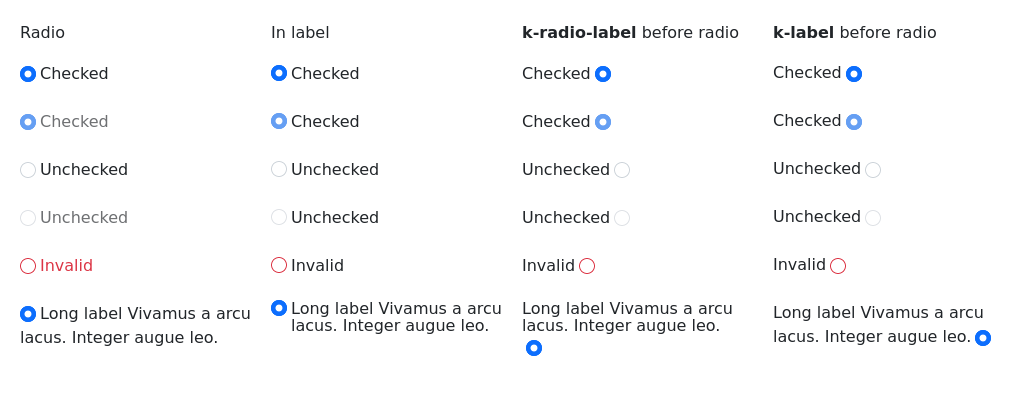 Radio
In label
k-radio-label before radio
k-label before radio
Checked
Checked
Checked
Checked
Checked
Checked
Checked
Checked
Unchecked
Unchecked
Unchecked
Unchecked
Unchecked
Unchecked
Unchecked
Unchecked
Invalid
Invalid
Invalid
Invalid
Long label Vivamus a arcu
lacus. Integer augue leo.
Long label Vivamus a arcu
lacus. Integer augue leo.
Long label Vivamus a arcu
lacus. Integer augue leo.
Long label Vivamus a arcu
lacus. Integer augue leo.